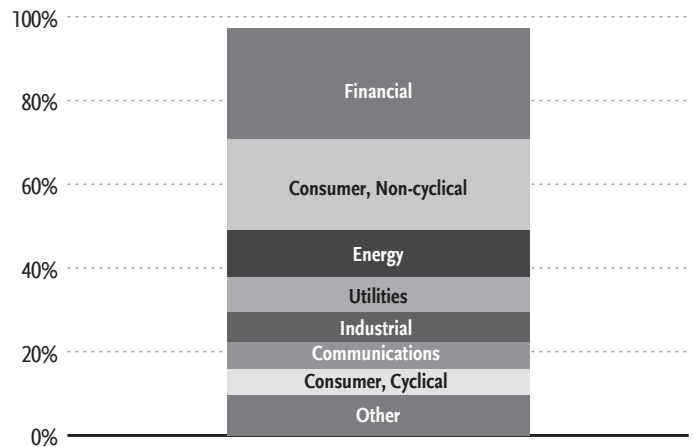 100%
Financial
80%
60%
Consumer, Non-cyclical
Energy
40%
Utilities
Industrial
20%
Communications
Consumer, Cyclical
Other
0%